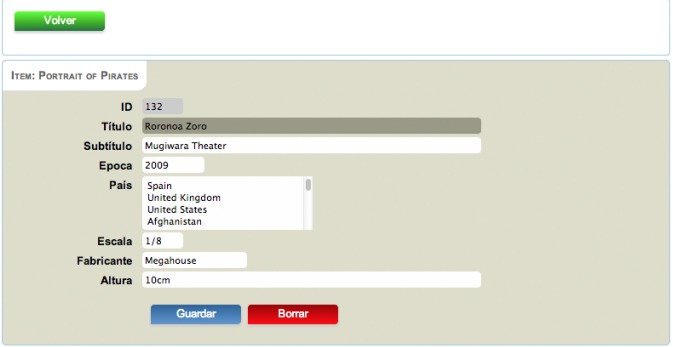 Volver
Item: Portrait of Pirates
ID 132
Título Roronoa Zoro
Subtítulo Mugiwara Theater
Epoca 2009
País Spain
United Kingdom
United States
Afghanistan
Escala 1/8
Fabricante Megahouse
Altura 10cm
Guardar Borrar